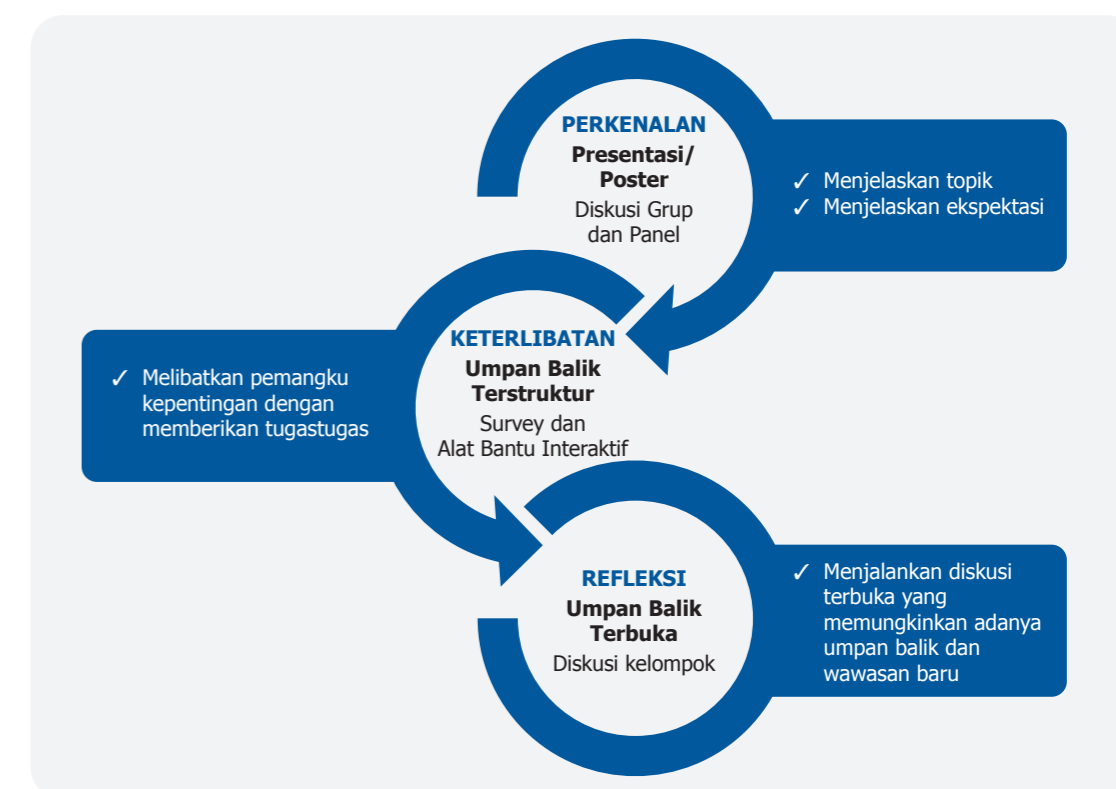 PERKENALAN
Presentasi/
Poster
Diskusi Grup
dan Panel
✓ Menjelaskan topik
✓ Menjelaskan ekspektasi
KETERLIBATAN
Umpan Balik
Terstruktur
Survey dan
Alat Bantu Interaktif
✓ Melibatkan pemangku
kepentingan dengan
memberikan tugastugas
REFLEKSI
Umpan Balik
Terbuka
Diskusi kelompok
✓ Menjalankan diskusi
terbuka yang
memungkinkan adanya
umpan balik dan
wawasan baru